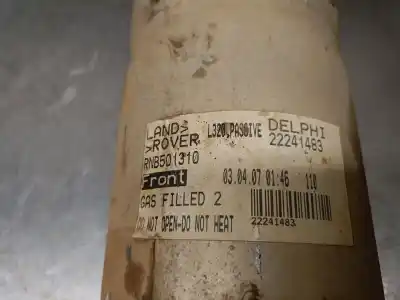 LAND>
>ROVER
L320,PASSIVE
DELPHI
22241483
RNB501310
Front
03.04.07 01:46 110
GAS FILLED 2
DO NOT OPEN-DO NOT HEAT
22241483